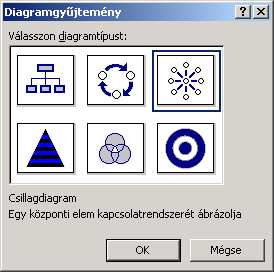 Diagramgyűjtemény
Válasszon diagramtípust:
Csillagdiagram
Egy központi elem kapcsolatrendszerét ábrázolja
OK
Mégse